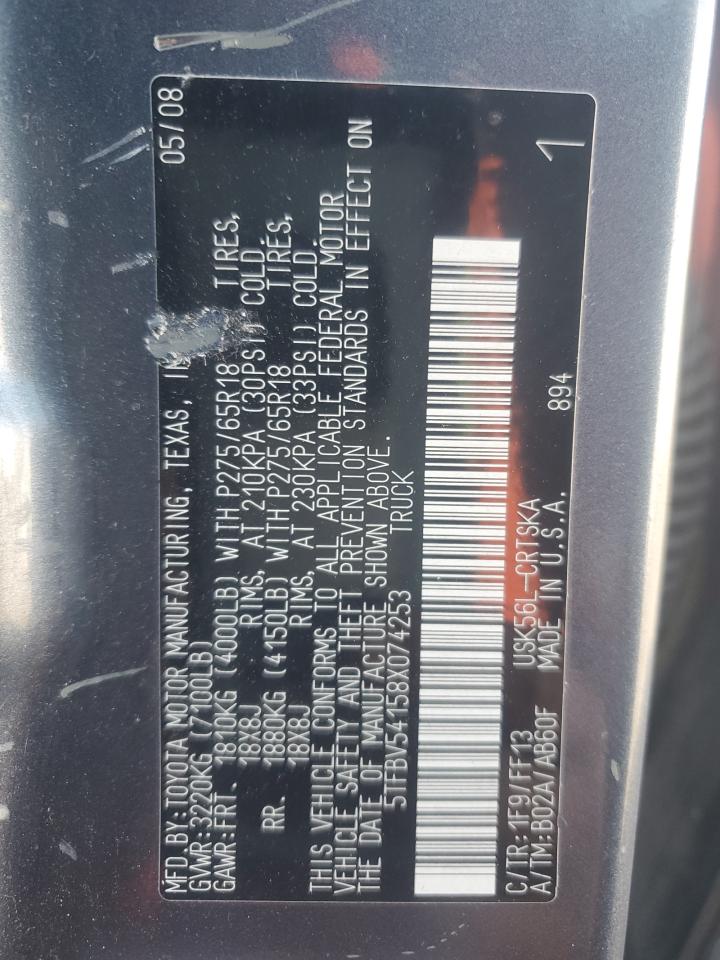 MFD BY:TOYOTA MOTOR MANUFACTURING, TEXAS, 05/08
GVWR:3220KG (7100LB)
GAWR:FRT. 1810KG (4000LB) WITH P275/65R18 TIRES,
18X8J RIMS, AT 210KPA (30PSI) COLD
RR. 1880KG (4150LB) WITH P275/65R18 TIRES,
18X8J RIMS, AT 230KPA (33PSI) COLD
THIS VEHICLE CONFORMS TO ALL APPLICABLE FEDERAL MOTOR
VEHICLE SAFETY AND THEFT PREVENTION STANDARDS IN EFFECT ON
THE DATE OF MANUFACTURE SHOWN ABOVE.
5TFBV54158X074253 TRUCK
C/TR:1F9/FF13 USK56L-CRTSKA 894 1
A/TM:B02A/AB60F MADE IN U.S.A.